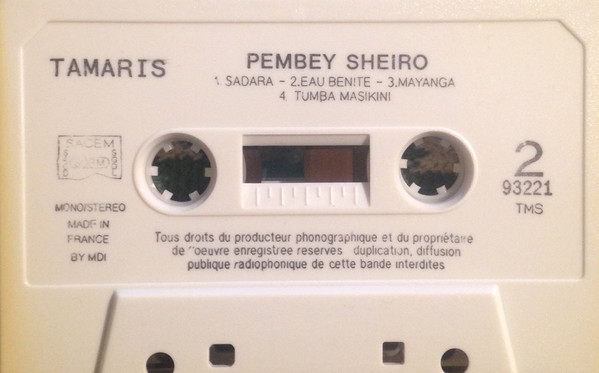 TAMARIS
PEMBEY SHEIRO
1. SADARA - 2.EAU BENITE - 3.MAYANGA
4. TUMBA MASIKINI
SACEM
2
93221
TMS
MONO/STEREO
MADE IN
FRANCE
BY MDI
Tous droits du producteur phonographique et du propriétaire
de l'oeuvre enregistree reserves duplication, diffusion
publique radiophonique de cette bande interdites